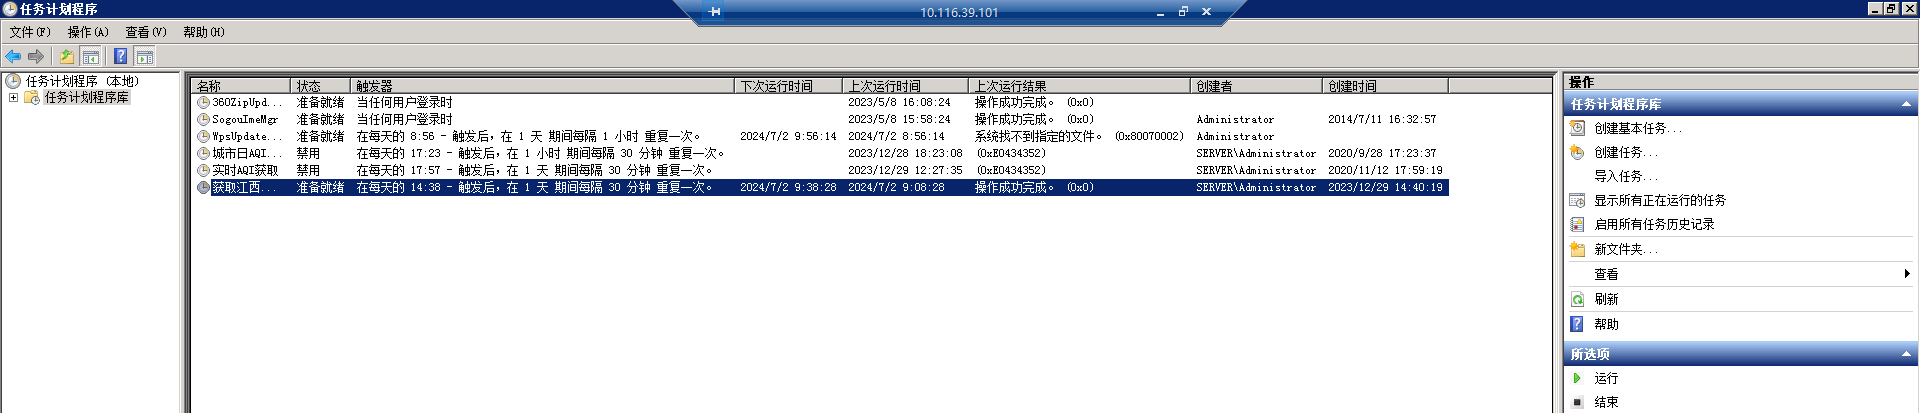 任务计划程序
10.116.39.101
文件(F) 操作(A) 查看(V) 帮助(H)
任务计划程序 (本地)
任务计划程序库
名称 状态 触发器 下次运行时间 上次运行时间 上次运行结果 创建者 创建时间
360ZipUpd... 准备就绪 当任何用户登录时 2023/5/8 16:08:24 操作成功完成。 (0x0)
SogouImeMgr 准备就绪 当任何用户登录时 2023/5/8 15:58:24 操作成功完成。 (0x0) Administrator 2014/7/11 16:32:57
WpsUpdate... 准备就绪 在每天的 8:56 - 触发后，在 1 天 期间每隔 1 小时 重复一次。 2024/7/2 9:56:14 2024/7/2 8:56:14 系统找不到指定的文件。 (0x80070002) Administrator
城市日AQI... 禁用 在每天的 17:23 - 触发后，在 1 小时 期间每隔 30 分钟 重复一次。 2023/12/28 18:23:08 (0xE0434352) SERVER\Administrator 2020/9/28 17:23:37
实时AQI获取 禁用 在每天的 17:57 - 触发后，在 1 天 期间每隔 30 分钟 重复一次。 2023/12/29 12:27:35 (0xE0434352) SERVER\Administrator 2020/11/12 17:59:19
获取江西... 准备就绪 在每天的 14:38 - 触发后，在 1 天 期间每隔 30 分钟 重复一次。 2024/7/2 9:38:28 2024/7/2 9:08:28 操作成功完成。 (0x0) SERVER\Administrator 2023/12/29 14:40:19
操作
任务计划程序库
创建基本任务...
创建任务...
导入任务...
显示所有正在运行的任务
启用所有任务历史记录
新文件夹...
查看
刷新
帮助
所选项
运行
结束